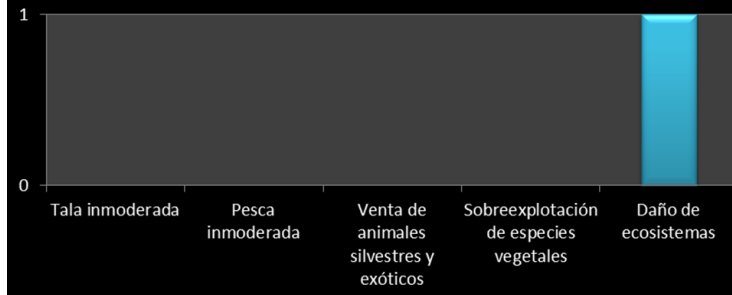 1
0
Tala inmoderada
Pesca
inmoderada
Venta de
animales
silvestres y
exóticos
Sobreexplotación
de especies
vegetales
Daño de
ecosistemas